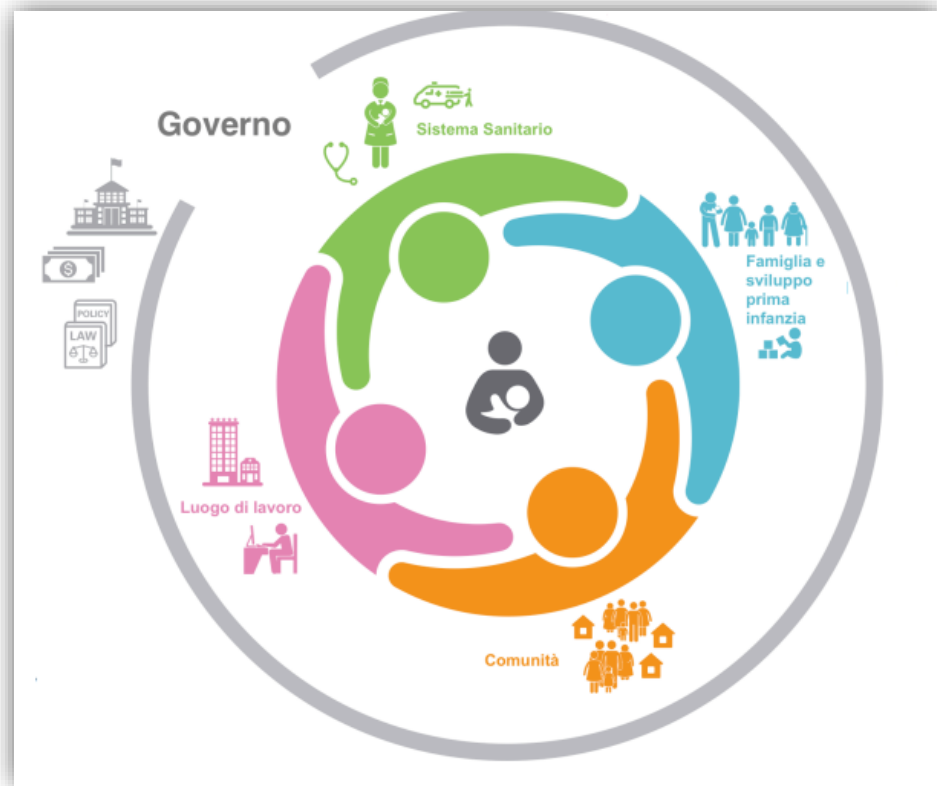 Governo
Sistema Sanitario
Famiglia e
sviluppo
prima
infanzia
$
POLICY
LAW
Luogo di lavoro
Comunità